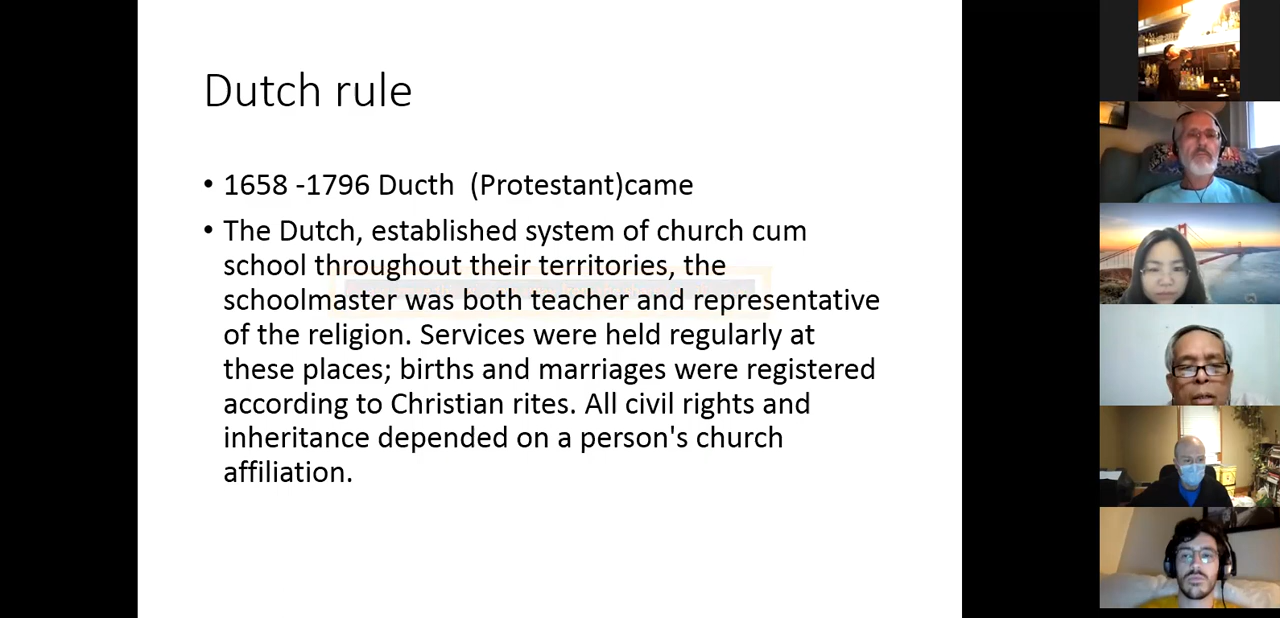 Dutch rule
• 1658 -1796 Ducth  (Protestant)came
• The Dutch, established system of church cum
school throughout their territories, the
schoolmaster was both teacher and representative
of the religion. Services were held regularly at
these places; births and marriages were registered
according to Christian rites. All civil rights and
inheritance depended on a person's church
affiliation.